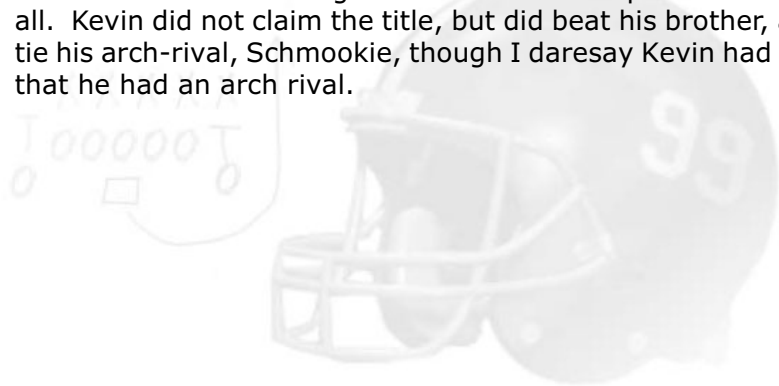 all.  Kevin did not claim the title, but did beat his brother,
tie his arch-rival, Schmookie, though I daresay Kevin had
that he had an arch rival.
99